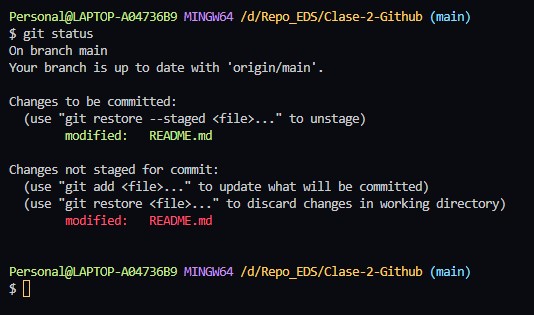 Personal@LAPTOP-A04736B9 MINGW64 /d/Repo_EDS/Clase-2-Github (main)
$ git status
On branch main
Your branch is up to date with 'origin/main'.
Changes to be committed:
  (use "git restore --staged <file>..." to unstage)
        modified:   README.md
Changes not staged for commit:
  (use "git add <file>..." to update what will be committed)
  (use "git restore <file>..." to discard changes in working directory)
        modified:   README.md
Personal@LAPTOP-A04736B9 MINGW64 /d/Repo_EDS/Clase-2-Github (main)
$